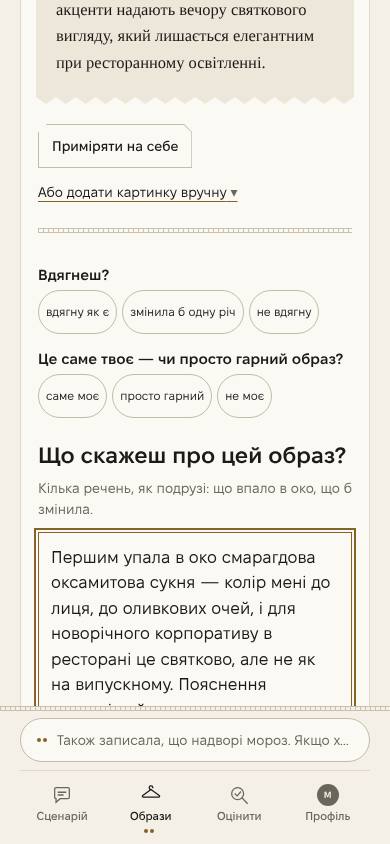 акценти надають вечору святкового
вигляду, який лишається елегантним
при ресторанному освітленні.
Приміряти на себе
Або додати картинку вручну ▾
Вдягнеш?
вдягну як є
змінила б одну річ
не вдягну
Це саме твоє — чи просто гарний образ?
саме моє
просто гарний
не моє
Що скажеш про цей образ?
Кілька речень, як подрузі: що впало в око, що б
змінила.
Першим упала в око смарагдова
оксамитова сукня — колір мені до
лиця, до оливкових очей, і для
новорічного корпоративу в
ресторані це святково, але не як
на випускному. Пояснення
Також записала, що надворі мороз. Якщо х...
Сценарій
Образи
Оцінити
М
Профіль